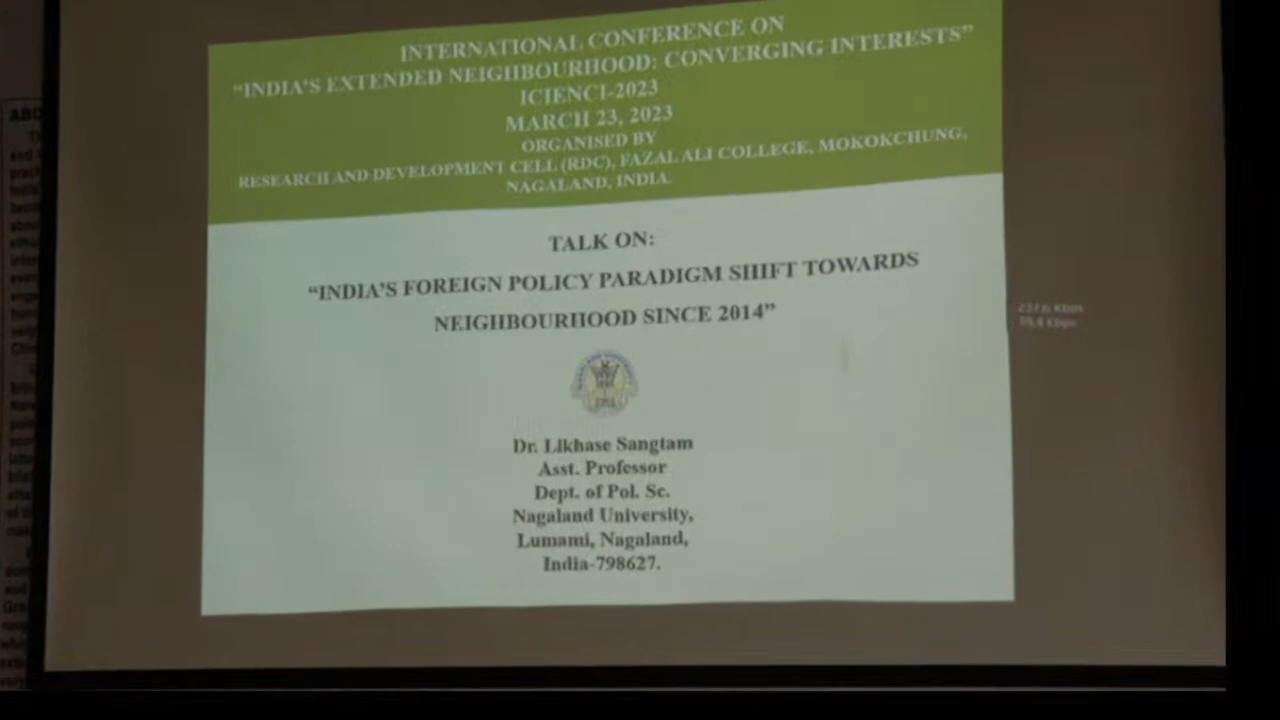 INTERNATIONAL CONFERENCE ON
“INDIA’S EXTENDED NEIGHBOURHOOD: CONVERGING INTERESTS”
ICIENCI-2023
MARCH 23, 2023
ORGANISED BY
RESEARCH AND DEVELOPMENT CELL (RDC), FAZAL ALI COLLEGE, MOKOKCHUNG,
NAGALAND, INDIA.
TALK ON:
“INDIA’S FOREIGN POLICY PARADIGM SHIFT TOWARDS
NEIGHBOURHOOD SINCE 2014”
Dr. Likhase Sangtam
Asst. Professor
Dept. of Pol. Sc.
Nagaland University,
Lumami, Nagaland,
India-798627.